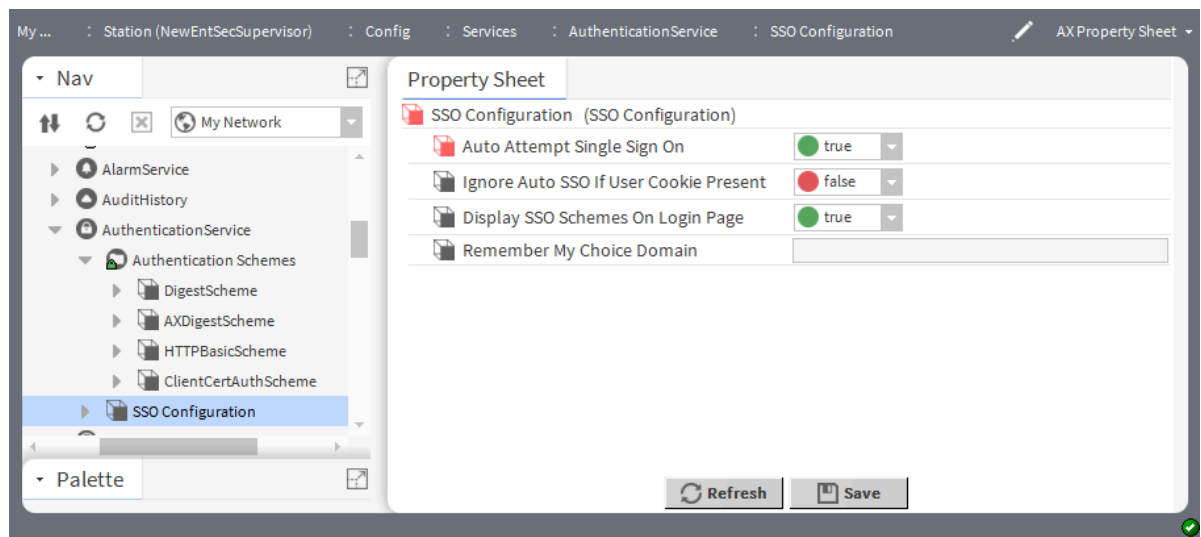 My ... : Station (NewEntSecSupervisor) : Config : Services : AuthenticationService : SSO Configuration AX Property Sheet
Nav
My Network
AlarmService
AuditHistory
AuthenticationService
Authentication Schemes
DigestScheme
AXDigestScheme
HTTPBasicScheme
ClientCertAuthScheme
SSO Configuration
Palette
Property Sheet
SSO Configuration (SSO Configuration)
Auto Attempt Single Sign On true
Ignore Auto SSO If User Cookie Present false
Display SSO Schemes On Login Page true
Remember My Choice Domain
Refresh Save